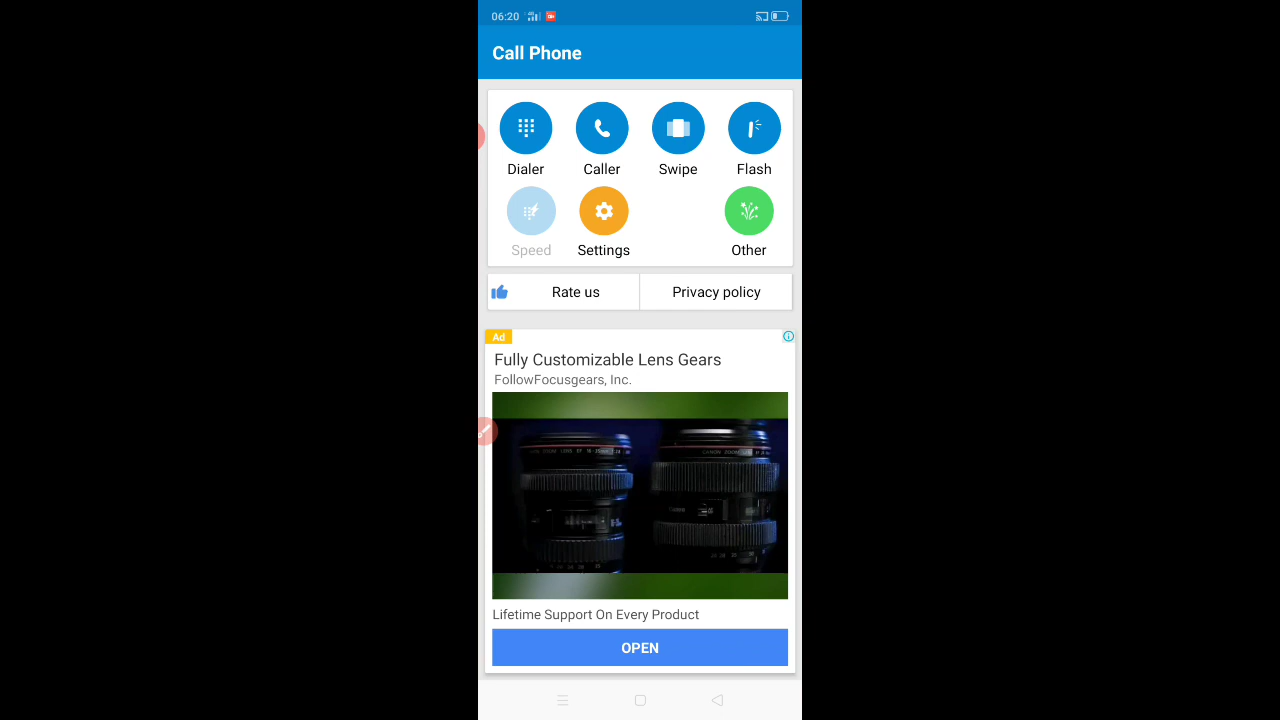 06:20
Call Phone
Dialer Caller Swipe Flash
Speed Settings Other
Rate us Privacy policy
Ad
Fully Customizable Lens Gears
FollowFocusgears, Inc.
Lifetime Support On Every Product
OPEN